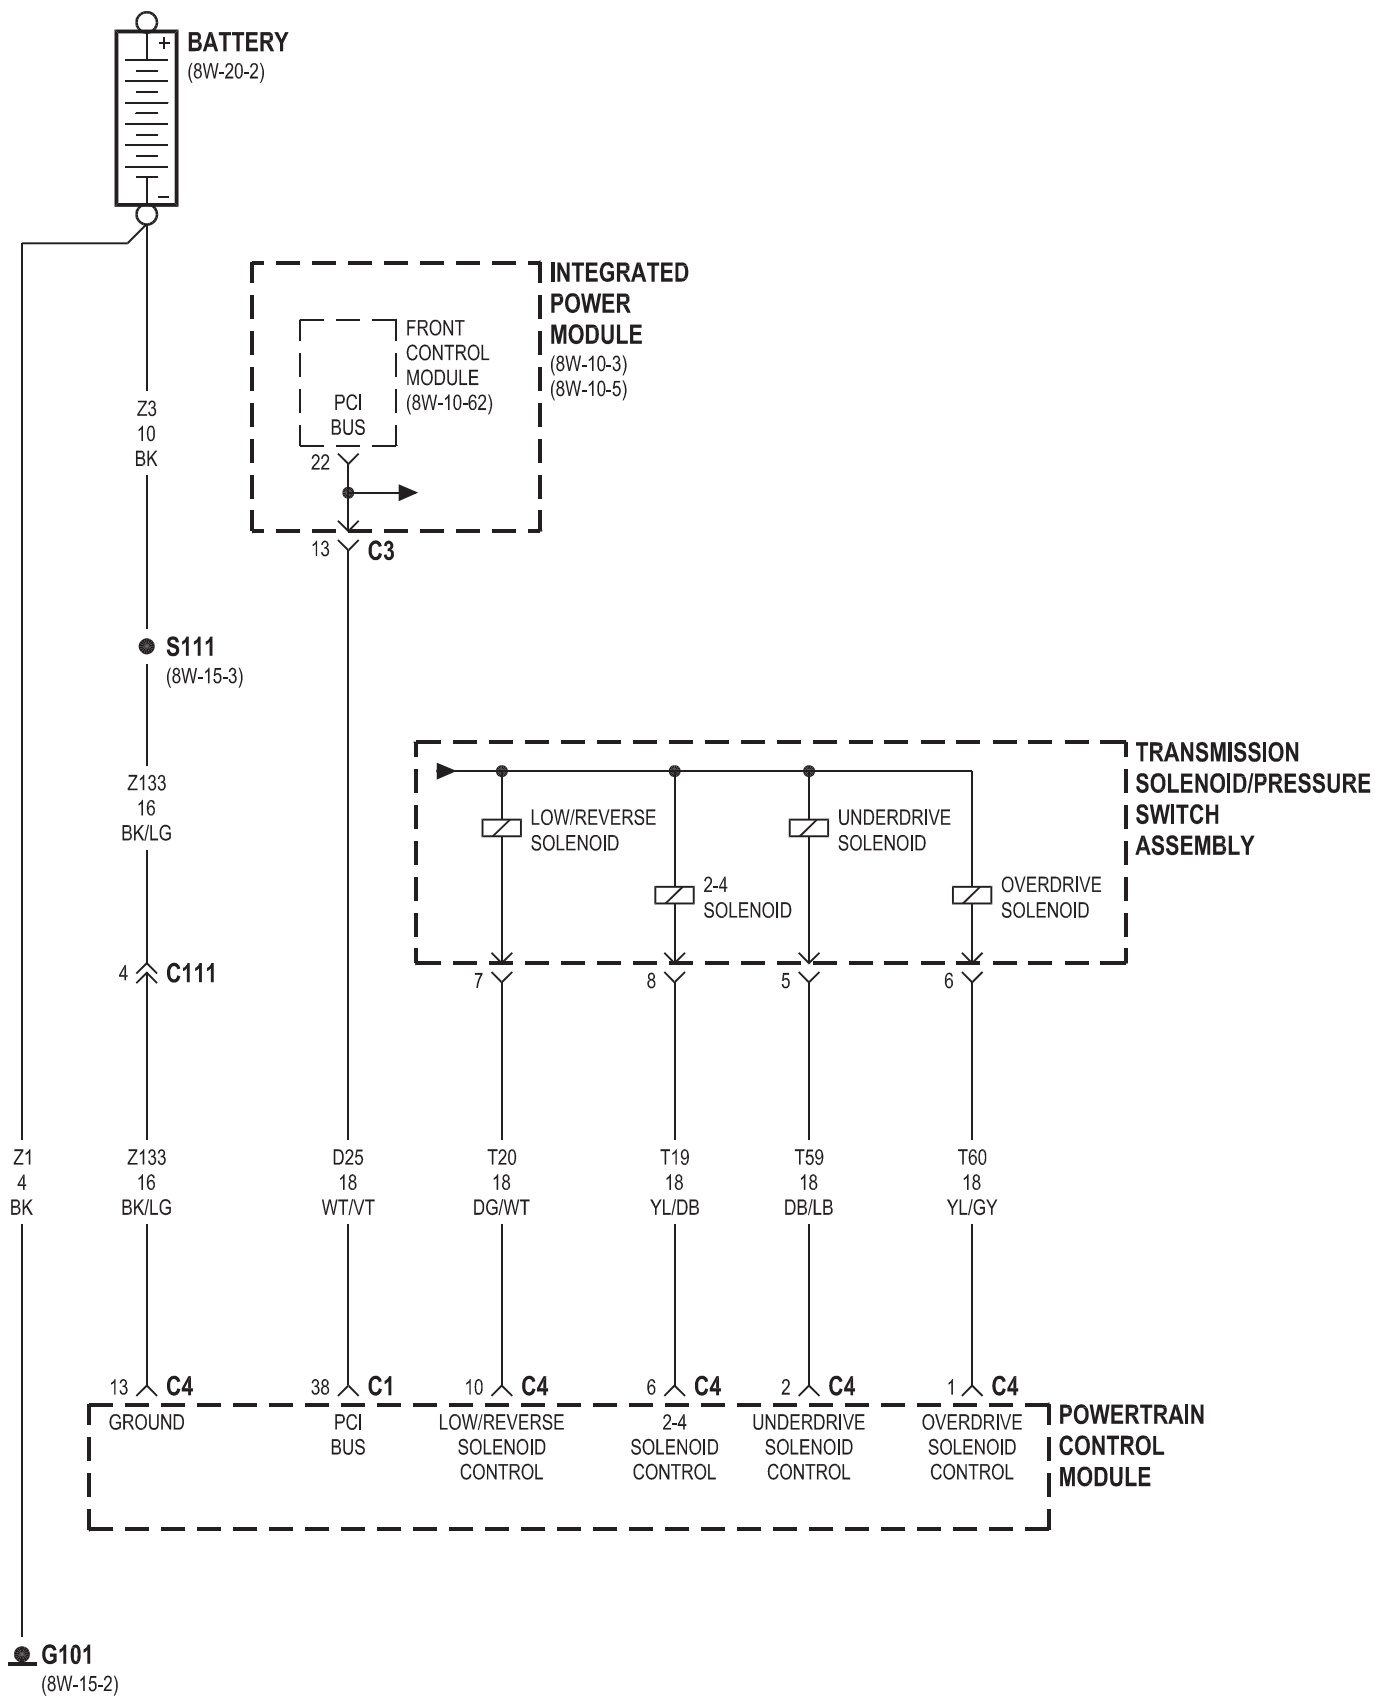 +
BATTERY
(8W-20-2)
–
INTEGRATED
POWER
MODULE
(8W-10-3)
(8W-10-5)
FRONT
CONTROL
MODULE
(8W-10-62)
PCI
BUS
22
13
C3
Z3
10
BK
S111
(8W-15-3)
Z133
16
BK/LG
4
C111
TRANSMISSION
SOLENOID/PRESSURE
SWITCH
ASSEMBLY
LOW/REVERSE
SOLENOID
2-4
SOLENOID
UNDERDRIVE
SOLENOID
OVERDRIVE
SOLENOID
7
8
5
6
Z1
4
BK
Z133
16
BK/LG
D25
18
WT/VT
T20
18
DG/WT
T19
18
YL/DB
T59
18
DB/LB
T60
18
YL/GY
13
C4
38
C1
10
C4
6
C4
2
C4
1
C4
GROUND
PCI
BUS
LOW/REVERSE
SOLENOID
CONTROL
2-4
SOLENOID
CONTROL
UNDERDRIVE
SOLENOID
CONTROL
OVERDRIVE
SOLENOID
CONTROL
POWERTRAIN
CONTROL
MODULE
G101
(8W-15-2)